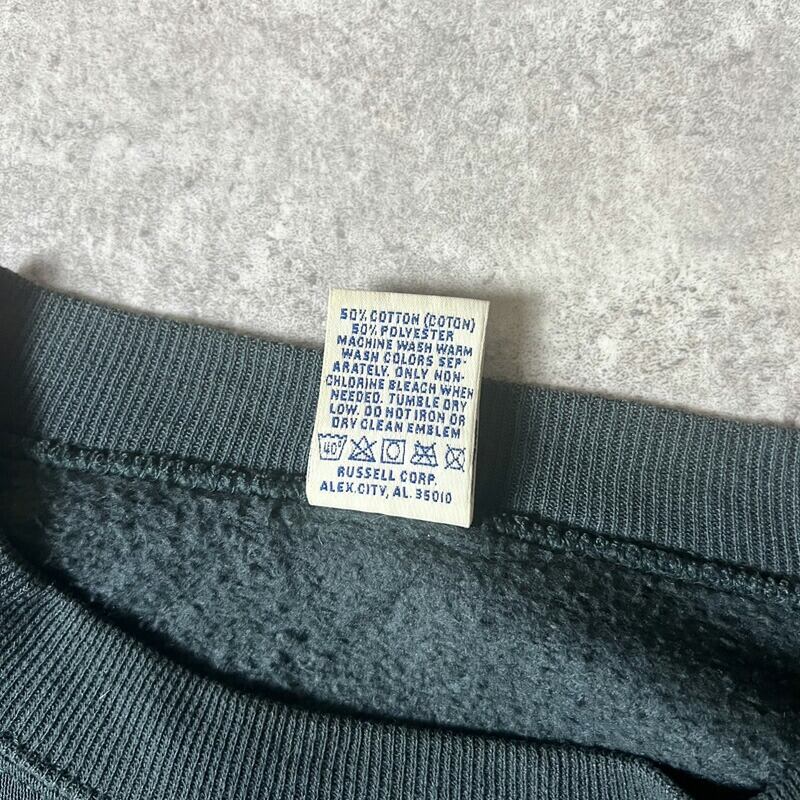 50% COTTON (COTON)
50% POLYESTER
MACHINE WASH WARM
WASH COLORS SEP-
ARATELY. ONLY NON-
CHLORINE BLEACH WHEN
NEEDED. TUMBLE DRY
LOW. DO NOT IRON OR
DRY CLEAN EMBLEM
40°
RUSSELL CORP.
ALEX.CITY, AL. 35010